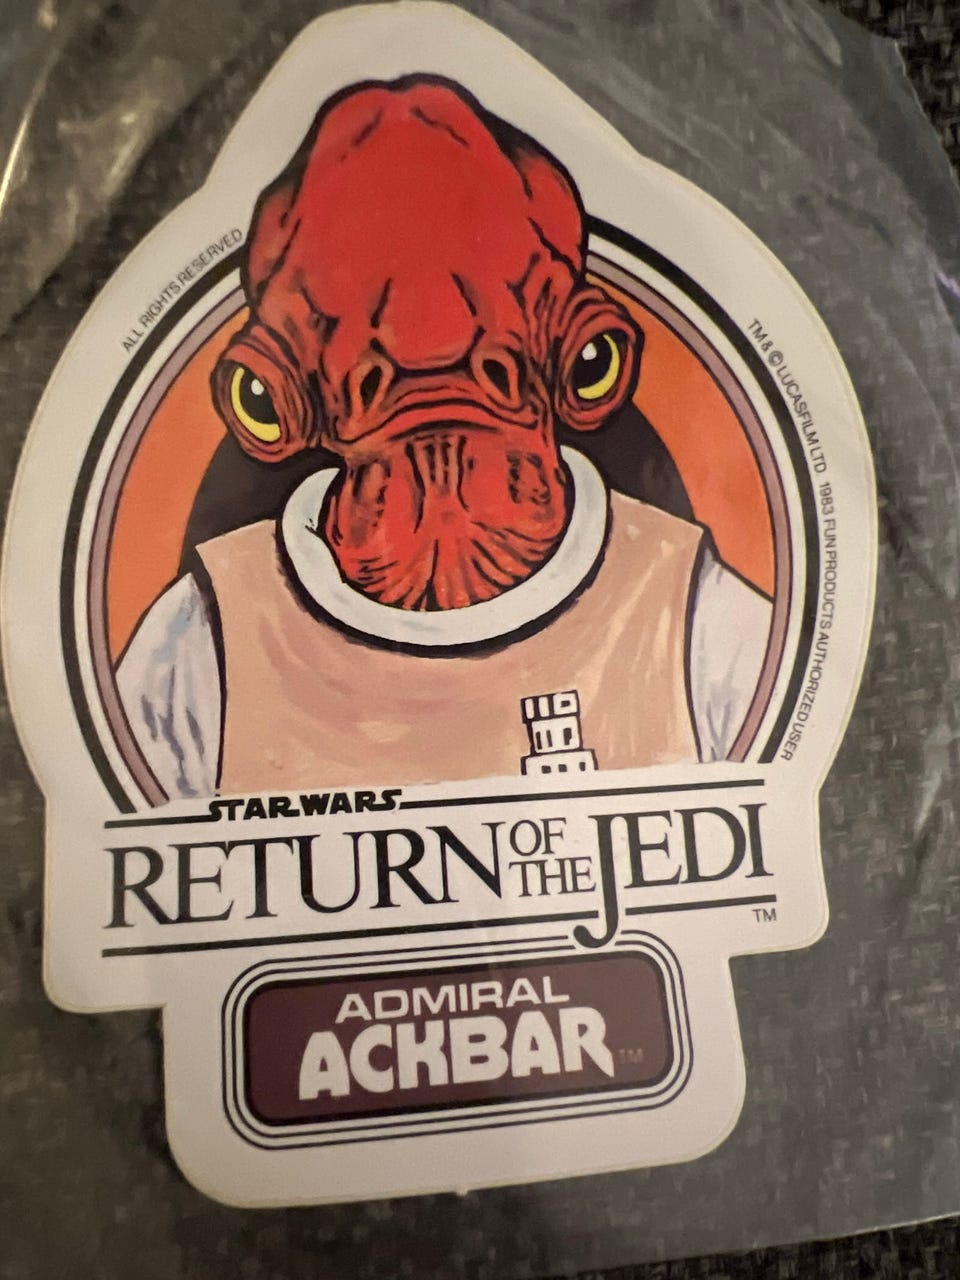 ALL RIGHTS RESERVED
TM & © LUCASFILM LTD. 1983 FUN PRODUCTS AUTHORIZED USER
STAR WARS
RETURN OF THE JEDI
TM
ADMIRAL
ACKBAR TM